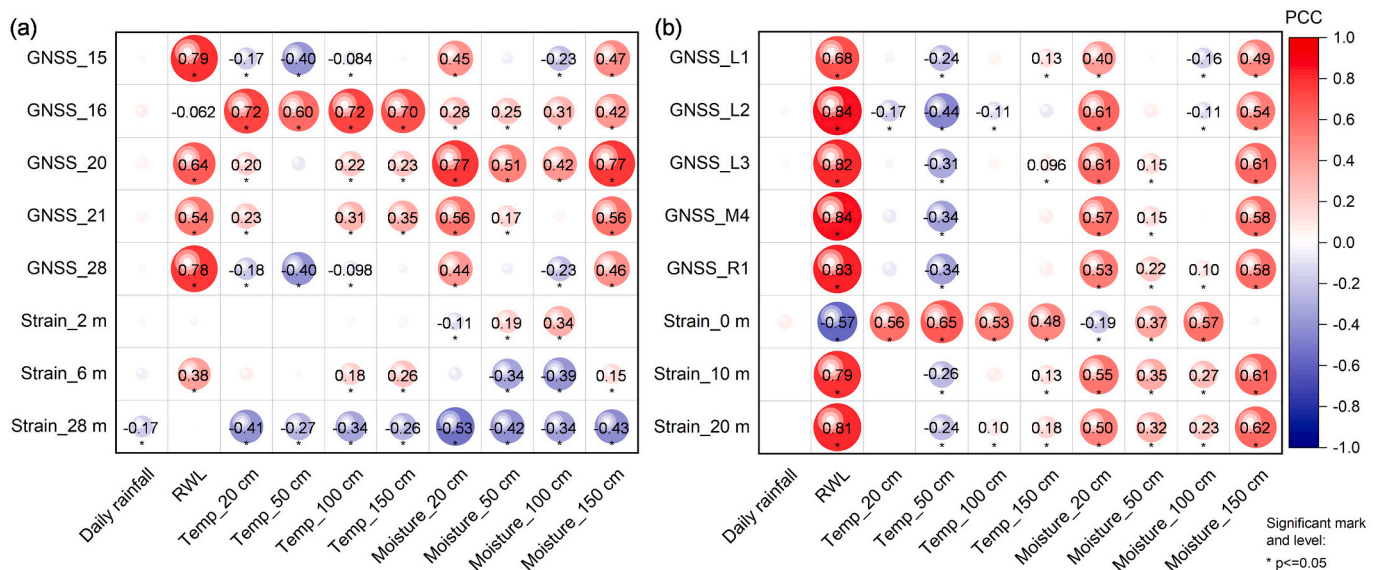 (a)
GNSS_15 0.79 * -0.17 * -0.40 * -0.084 * 0.45 * -0.23 * 0.47 *
GNSS_16 -0.062 0.72 * 0.60 * 0.72 * 0.70 * 0.28 * 0.25 * 0.31 * 0.42 *
GNSS_20 0.64 * 0.20 * 0.22 * 0.23 * 0.77 * 0.51 * 0.42 * 0.77 *
GNSS_21 0.54 * 0.23 * 0.31 * 0.35 * 0.56 * 0.17 * 0.56 *
GNSS_28 0.78 * -0.18 * -0.40 * -0.098 * 0.44 * -0.23 * 0.46 *
Strain_2 m -0.11 * 0.19 * 0.34 *
Strain_6 m 0.38 * 0.18 * 0.26 * -0.34 * -0.39 * 0.15 *
Strain_28 m -0.17 * -0.41 * -0.27 * -0.34 * -0.26 * -0.53 * -0.42 * -0.34 * -0.43 *
Daily rainfall RWL Temp_20 cm Temp_50 cm Temp_100 cm Temp_150 cm Moisture_20 cm Moisture_50 cm Moisture_100 cm Moisture_150 cm
(b)
GNSS_L1 0.68 * -0.24 * 0.13 * 0.40 * -0.16 * 0.49 *
GNSS_L2 0.84 * -0.17 * -0.44 * -0.11 * 0.61 * -0.11 * 0.54 *
GNSS_L3 0.82 * -0.31 * 0.096 * 0.61 * 0.15 * 0.61 *
GNSS_M4 0.84 * -0.34 * 0.57 * 0.15 * 0.58 *
GNSS_R1 0.83 * -0.34 * 0.53 * 0.22 * 0.10 * 0.58 *
Strain_0 m -0.57 * 0.56 * 0.65 * 0.53 * 0.48 * -0.19 * 0.37 * 0.57 *
Strain_10 m 0.79 * -0.26 * 0.13 * 0.55 * 0.35 * 0.27 * 0.61 *
Strain_20 m 0.81 * -0.24 * 0.10 * 0.18 * 0.50 * 0.32 * 0.23 * 0.62 *
Daily rainfall RWL Temp_20 cm Temp_50 cm Temp_100 cm Temp_150 cm Moisture_20 cm Moisture_50 cm Moisture_100 cm Moisture_150 cm
PCC
1.0
0.8
0.6
0.4
0.2
0.0
-0.2
-0.4
-0.6
-0.8
-1.0
Significant mark
and level:
* p<=0.05